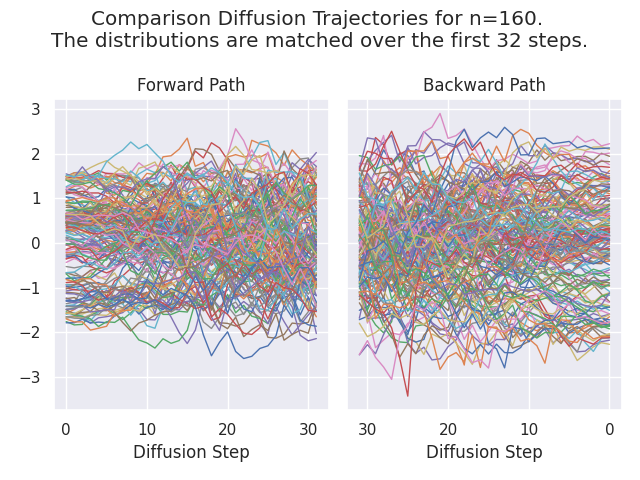 Comparison Diffusion Trajectories for n=160.
The distributions are matched over the first 32 steps.
Forward Path
Backward Path
3
2
1
0
−1
−2
−3
0 10 20 30
30 20 10 0
Diffusion Step
Diffusion Step